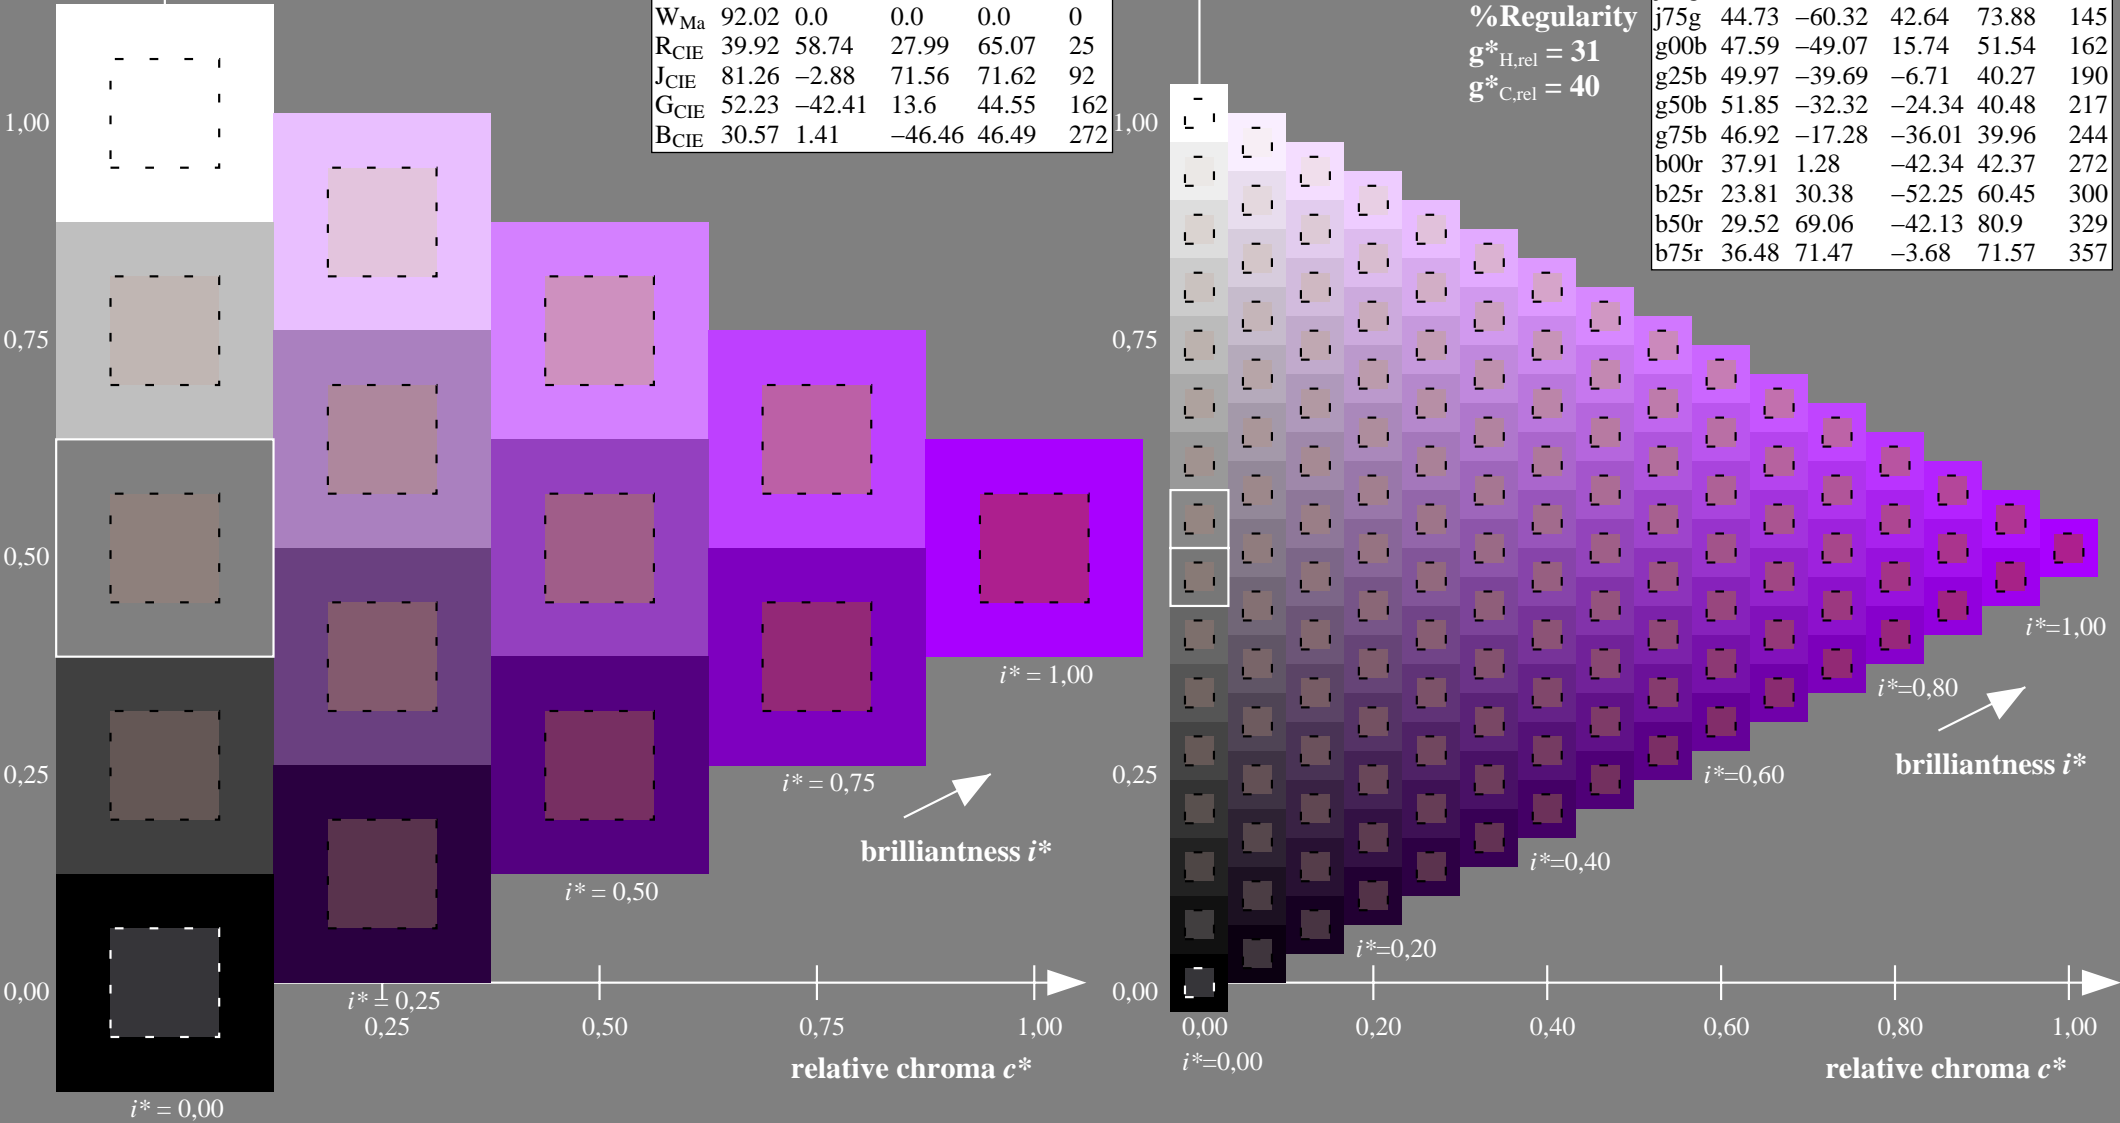 W_Ma 92.02 0.0 0.0 0.0 0
R_CIE 39.92 58.74 27.99 65.07 25
J_CIE 81.26 −2.88 71.56 71.62 92
G_CIE 52.23 −42.41 13.6 44.55 162
B_CIE 30.57 1.41 −46.46 46.49 272
1,00
0,75
0,50
0,25
0,00
i* = 1,00
i* = 0,75
brilliantness i*
i* = 0,50
i* = 0,25
0,25 0,50 0,75 1,00
relative chroma c*
i* = 0,00
%Regularity
g*H,rel = 31
g*C,rel = 40
j75g 44.73 −60.32 42.64 73.88 145
g00b 47.59 −49.07 15.74 51.54 162
g25b 49.97 −39.69 −6.71 40.27 190
g50b 51.85 −32.32 −24.34 40.48 217
g75b 46.92 −17.28 −36.01 39.96 244
b00r 37.91 1.28 −42.34 42.37 272
b25r 23.81 30.38 −52.25 60.45 300
b50r 29.52 69.06 −42.13 80.9 329
b75r 36.48 71.47 −3.68 71.57 357
1,00
0,75
0,25
0,00
i*=1,00
i*=0,80
brilliantness i*
i*=0,60
i*=0,40
i*=0,20
0,00 0,20 0,40 0,60 0,80 1,00
i*=0,00
relative chroma c*